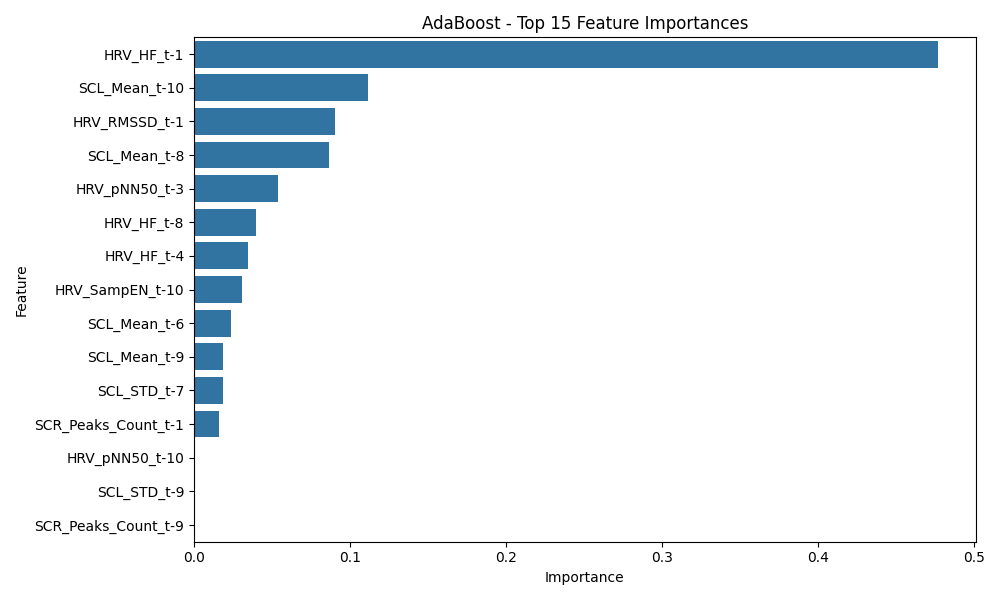 AdaBoost - Top 15 Feature Importances
Feature
HRV_HF_t-1
SCL_Mean_t-10
HRV_RMSSD_t-1
SCL_Mean_t-8
HRV_pNN50_t-3
HRV_HF_t-8
HRV_HF_t-4
HRV_SampEN_t-10
SCL_Mean_t-6
SCL_Mean_t-9
SCL_STD_t-7
SCR_Peaks_Count_t-1
HRV_pNN50_t-10
SCL_STD_t-9
SCR_Peaks_Count_t-9
0.0 0.1 0.2 0.3 0.4 0.5
Importance